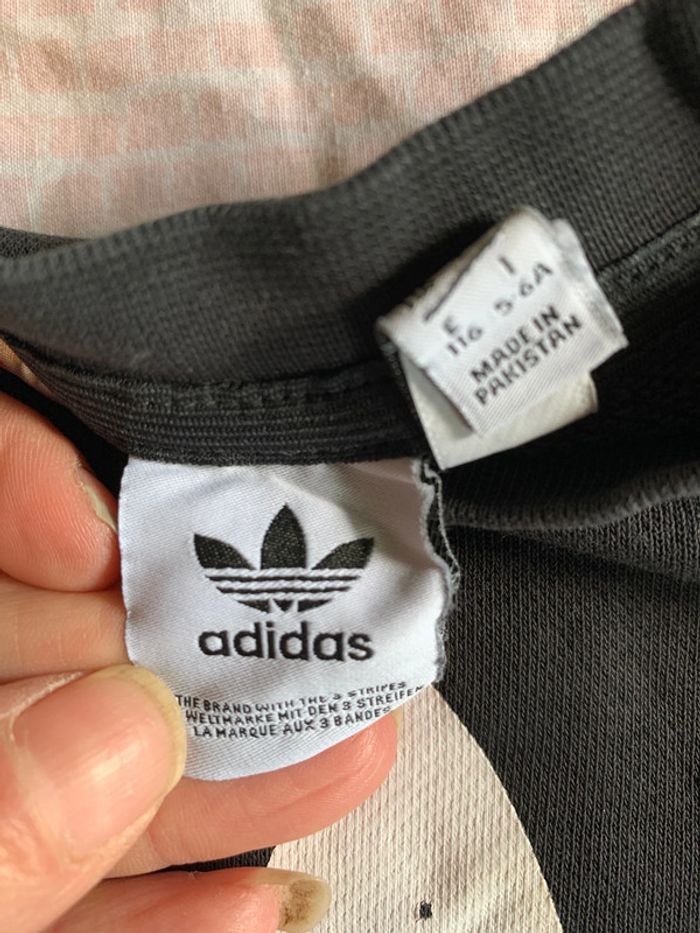 I
E
116 5-6A
MADE IN
PAKISTAN
adidas
THE BRAND WITH THE 3 STRIPES
WELTMARKE MIT DEN 3 STREIFEN
LA MARQUE AUX 3 BANDES